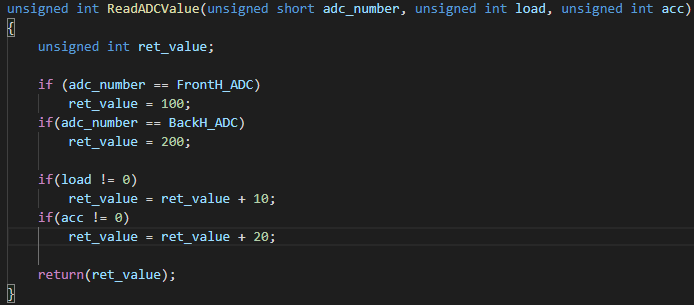 unsigned int ReadADCValue(unsigned short adc_number, unsigned int load, unsigned int acc)
{
unsigned int ret_value;
if (adc_number == FrontH_ADC)
ret_value = 100;
if(adc_number == BackH_ADC)
ret_value = 200;
if(load != 0)
ret_value = ret_value + 10;
if(acc != 0)
ret_value = ret_value + 20;
return(ret_value);
}